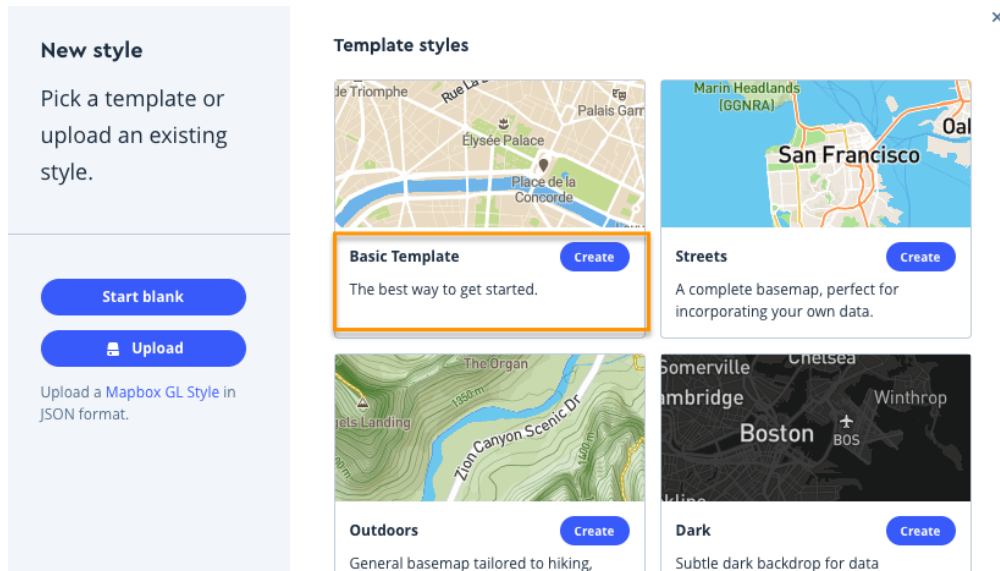 New style
Pick a template or
upload an existing
style.
Start blank
Upload
Upload a Mapbox GL Style in
JSON format.
×
Template styles
de Triomphe
Palais
Élysée Palace
Place de la
Concorde
Basic Template
Create
The best way to get started.
Marin Headlands
(GGNRA)
San Francisco
Streets
Create
A complete basemap, perfect for
incorporating your own data.
The Organ
1350 m
Landing
Zion Canyon Scenic Dr
1400 m
Outdoors
Create
General basemap tailored to hiking,
Somerville
Chelsea
Winthrop
Boston
BOS
Dark
Create
Subtle dark backdrop for data